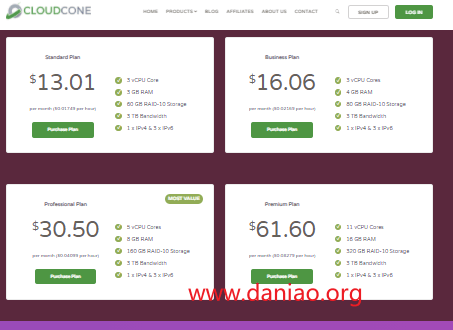 CLOUDCONE
HOME PRODUCTS BLOG AFFILIATES ABOUT US CONTACT SIGN UP LOG IN
Standard Plan
$13.01
per month ($0.01749 per hour)
Purchase Plan
3 vCPU Core
3 GB RAM
60 GB RAID-10 Storage
3 TB Bandwidth
1 x IPv4 & 3 x IPv6
Business Plan
$16.06
per month ($0.02159 per hour)
Purchase Plan
3 vCPU Cores
4 GB RAM
80 GB RAID-10 Storage
3 TB Bandwidth
1 x IPv4 & 3 x IPv6
MOST VALUE
Professional Plan
$30.50
per month ($0.04099 per hour)
Purchase Plan
5 vCPU Cores
8 GB RAM
160 GB RAID-10 Storage
3 TB Bandwidth
1 x IPv4 & 3 x IPv6
Premium Plan
$61.60
per month ($0.08279 per hour)
Purchase Plan
11 vCPU Cores
16 GB RAM
320 GB RAID-10 Storage
3 TB Bandwidth
1 x IPv4 & 3 x IPv6
www.daniao.org